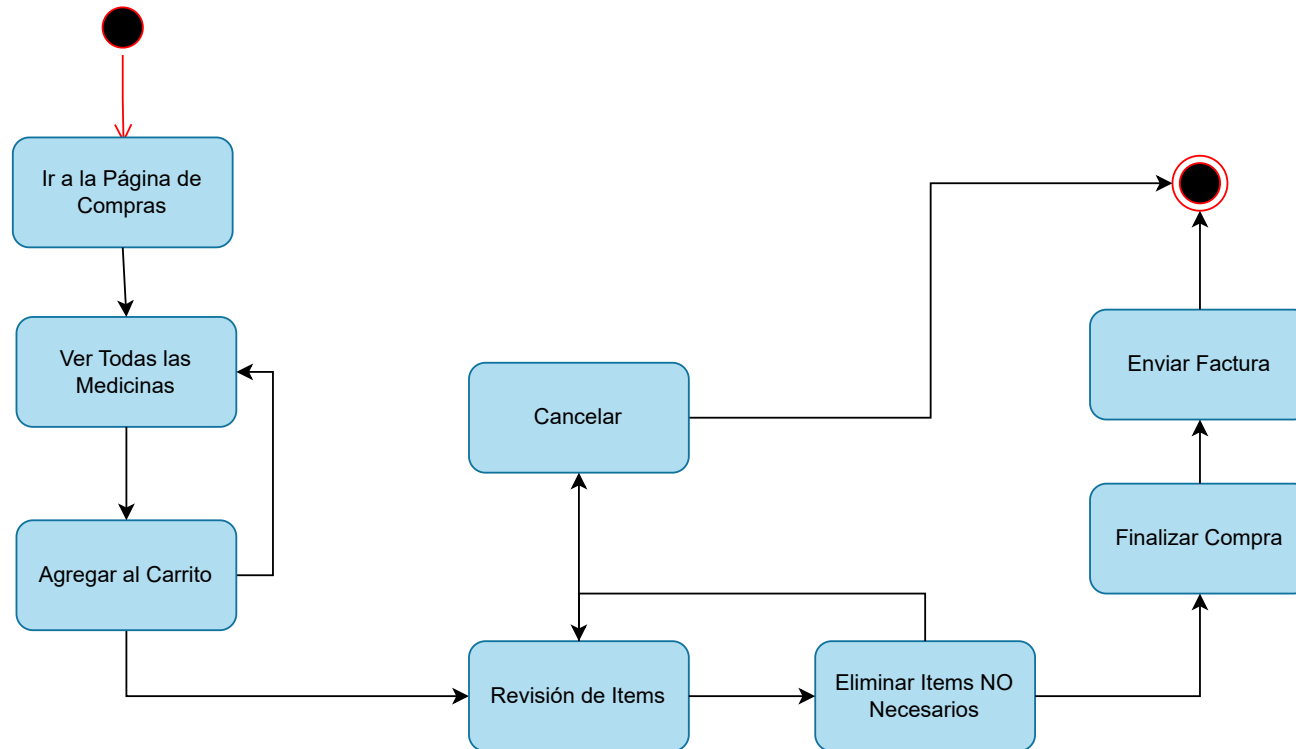 Ir a la Página de
Compras
Ver Todas las
Medicinas
Agregar al Carrito
Cancelar
Revisión de Items
Eliminar Items NO
Necesarios
Enviar Factura
Finalizar Compra